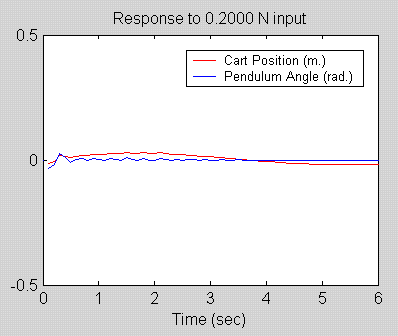 Response to 0.2000 N input
0.5
Cart Position (m.)
Pendulum Angle (rad.)
0
-0.5
0 1 2 3 4 5 6
Time (sec)